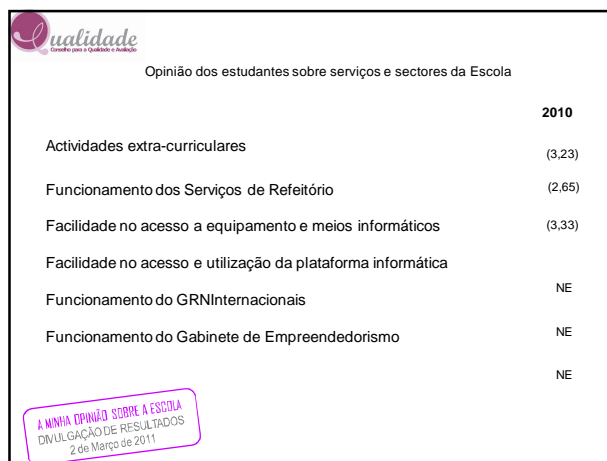 Qualidade
Conselho para a Qualidade e Avaliação
Opinião dos estudantes sobre serviços e sectores da Escola
2010
Actividades extra-curriculares
(3,23)
Funcionamento dos Serviços de Refeitório
(2,65)
Facilidade no acesso a equipamento e meios informáticos
(3,33)
Facilidade no acesso e utilização da plataforma informática
NE
Funcionamento do GRNInternacionais
Funcionamento do Gabinete de Empreendedorismo
NE
NE
A MINHA OPINIÃO SOBRE A ESCOLA
DIVULGAÇÃO DE RESULTADOS
2 de Março de 2011